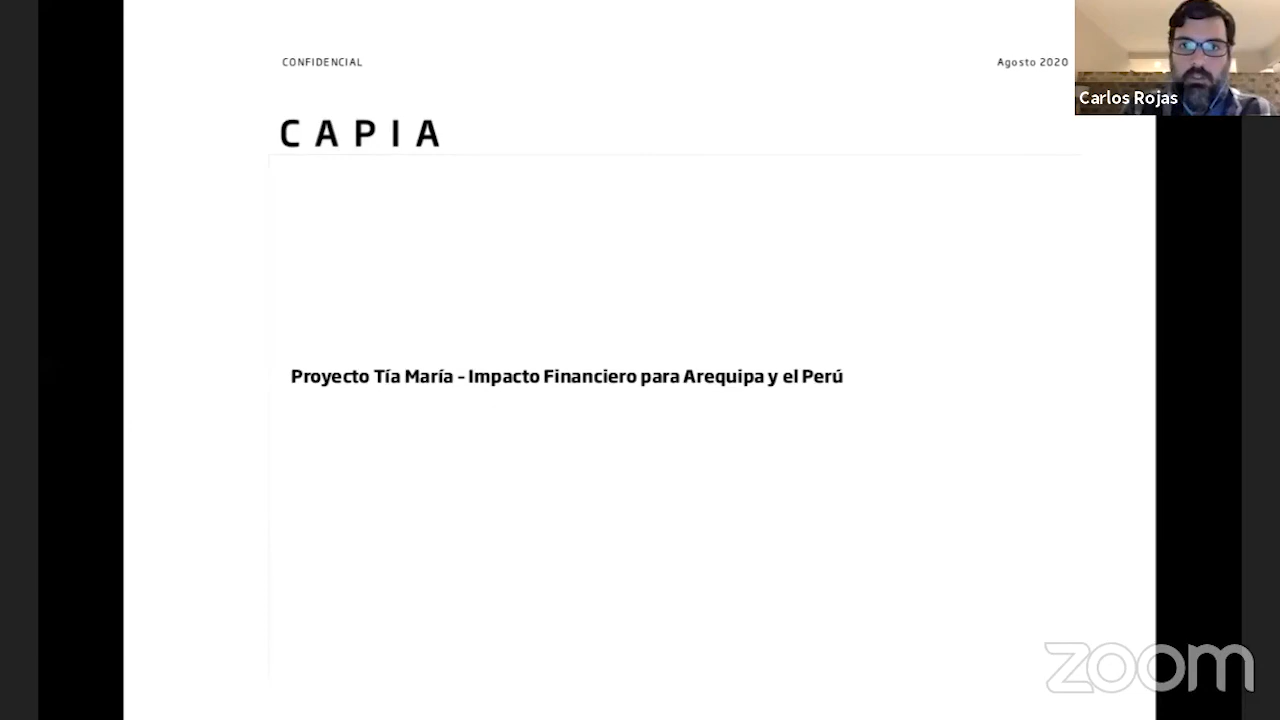 CONFIDENCIAL
Agosto 2020
Carlos Rojas
CAPIA
Proyecto Tía María - Impacto Financiero para Arequipa y el Perú
zoom